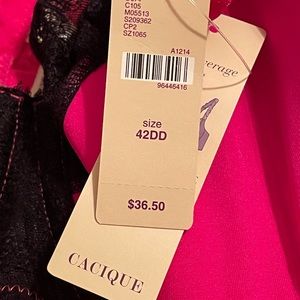 C105
M05513
S209362
CP2
SZ1065
A1214
96446416
size
42DD
$36.50
CACIQUE